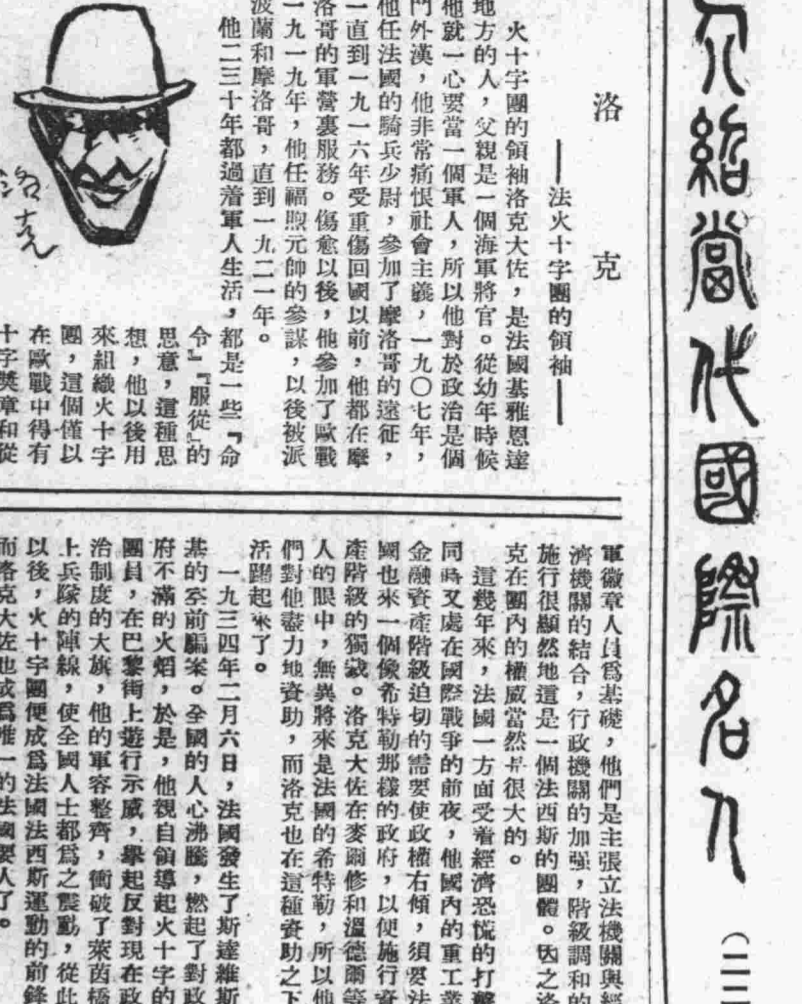 介紹當代國際名人
(二
洛克
——法火十字團的領袖——
火十字團的領袖洛克大佐，是法國基雅恩達
地方的人，父親是一個海軍將官。從幼年時候
他就一心要當一個軍人，所以他對於政治是個
門外漢，他非常痛恨社會主義，一九〇七年，
他任法國的騎兵少尉，參加了摩洛哥的遠征，
一直到一九一六年受重傷回國以前，他都在摩
洛哥的軍營裏服務。傷愈以後，他參加了歐戰
一九一九年，他任福煦元帥的參謀，以後被派
波蘭和摩洛哥，直到一九二一年。
他二三十年都過着軍人生活，都是一些『命
令』『服從』的
思意，這種思
想，他以後用
來組織火十字
團，這個僅以
在歐戰中得有
十字獎章和從
洛克
軍徽章人員爲基礎，他們是主張立法機關與經
濟機關的結合，行政機關的加强，階級調和的
施行很顯然地這是一個法西斯的團體。因之洛
克在團內的權威當然是很大的。
這幾年來，法國一方面受着經濟恐慌的打擊
同時又處在國際戰爭的前夜，他國內的重工業
金融資產階級迫切的需要使政權右傾，須要法
國也來一個像希特勒那樣的政府，以便施行資
產階級的獨裁。洛克大佐在麥爾修和溫德爾等
人的眼中，無異將來是法國的希特勒，所以他
們對他盡力地資助，而洛克也在這種資助之下
活躍起來了。
一九三四年二月六日，法國發生了斯達維斯
基的空前騙案。全國的人心沸騰，燃起了對政
府不滿的火熖，於是，他親自領導起火十字的
團員，在巴黎街上遊行示威，舉起反對現在政
治制度的大旗，他的軍容整齊，衝破了萊茵橋
上兵隊的陣線，使全國人士都爲之震動，從此
以後，火十字團便成爲法國法西斯運動的前鋒
而洛克大佐也成爲唯一的法國要人了。